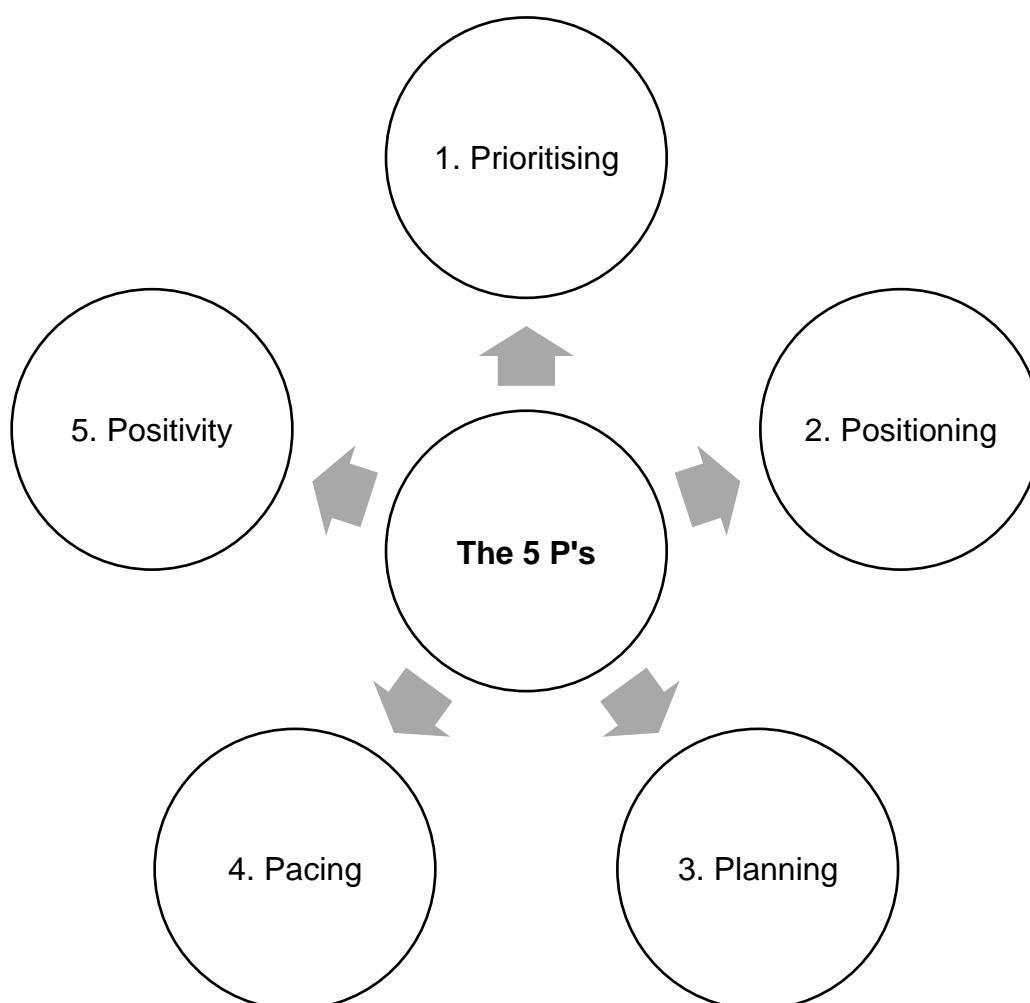 1. Prioritising
2. Positioning
3. Planning
4. Pacing
5. Positivity
The 5 P's